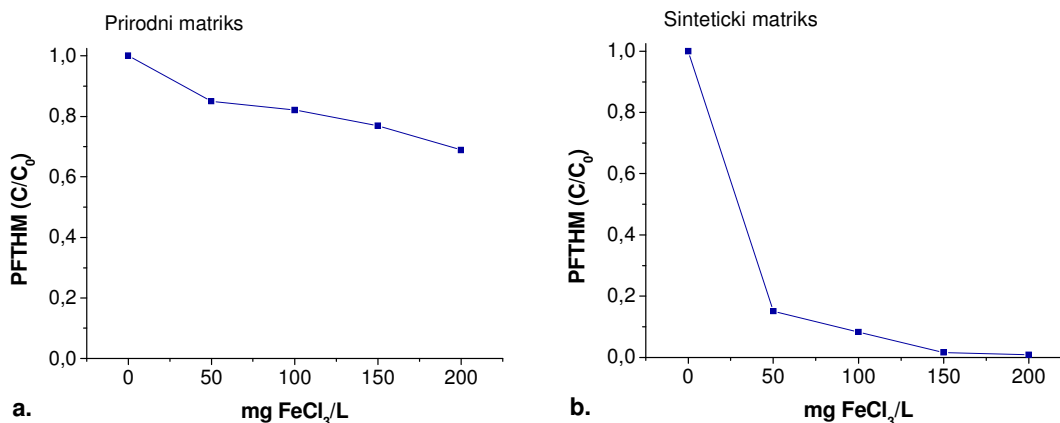 Prirodni matriks
1,0
0,8
0,6
0,4
0,2
0,0
PFTHM (C/C₀)
0 50 100 150 200
mg FeCl₃/L
a.
Sinteticki matriks
1,0
0,8
0,6
0,4
0,2
0,0
PFTHM (C/C₀)
0 50 100 150 200
mg FeCl₃/L
b.